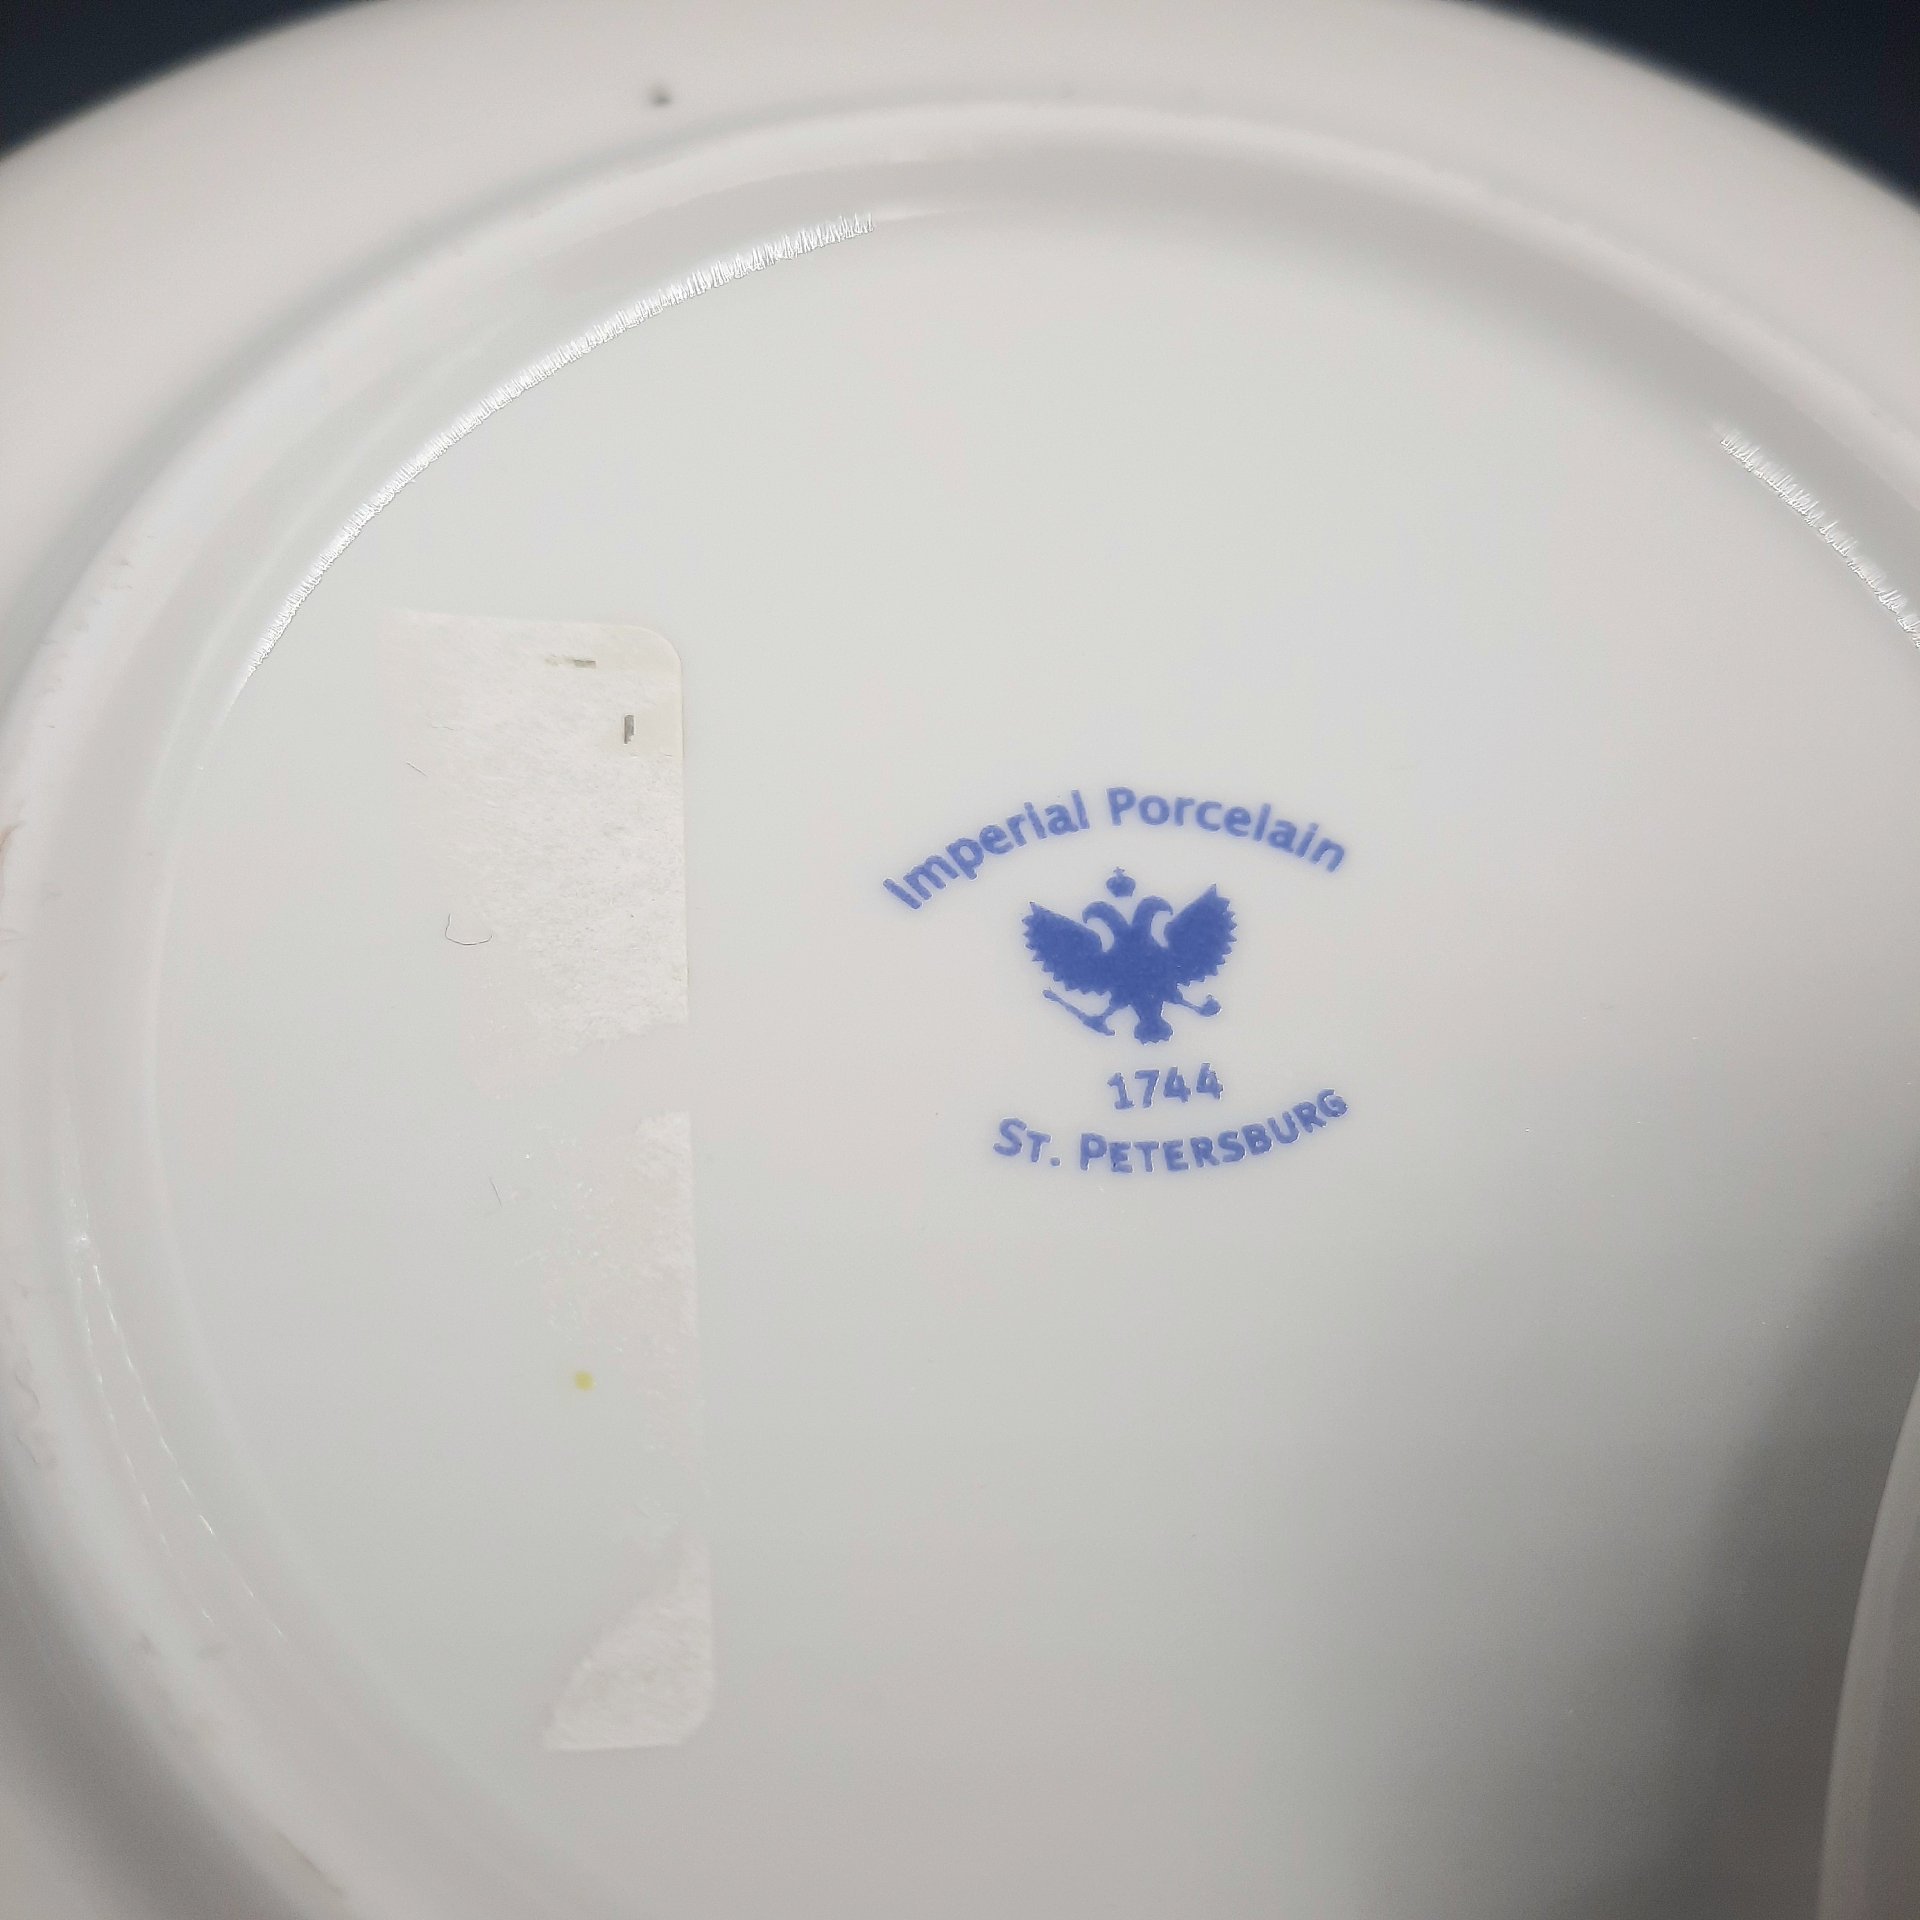 Imperial Porcelain
1744
ST. PETERSBURG